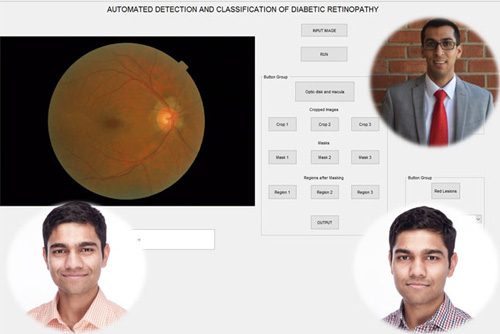 AUTOMATED DETECTION AND CLASSIFICATION OF DIABETIC RETINOPATHY
INPUT IMAGE
RUN
Button Group
Optic disk and macula
Cropped Images
Crop 1 Crop 2 Crop 3
Masks
Mask 1 Mask 2 Mask 3
Regions after Masking
Region 1 Region 2 Region 3
OUTPUT
Button Group
Red Lessions